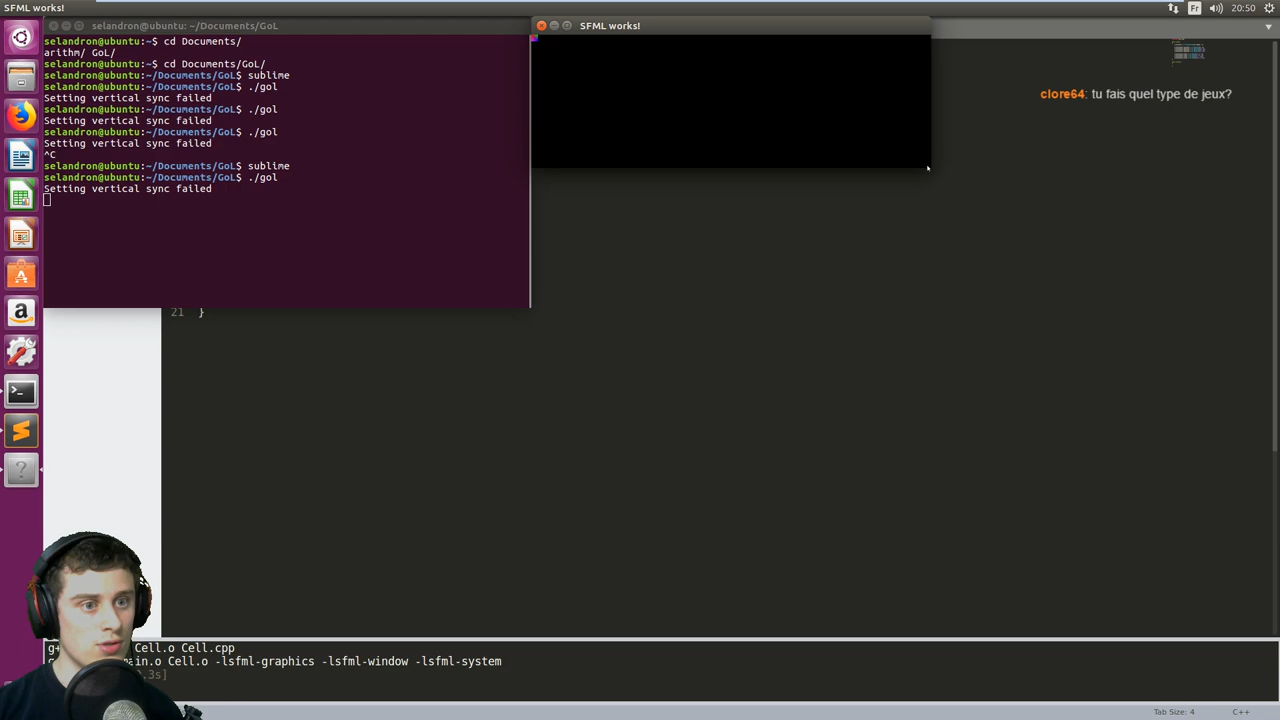 SFML works!
Fr
20:50
selandron@ubuntu: ~/Documents/GoL
selandron@ubuntu:~$ cd Documents/
arithm/ GoL/
selandron@ubuntu:~$ cd Documents/GoL/
selandron@ubuntu:~/Documents/GoL$ sublime
selandron@ubuntu:~/Documents/GoL$ ./gol
Setting vertical sync failed
selandron@ubuntu:~/Documents/GoL$ ./gol
Setting vertical sync failed
selandron@ubuntu:~/Documents/GoL$ ./gol
Setting vertical sync failed
^C
selandron@ubuntu:~/Documents/GoL$ sublime
selandron@ubuntu:~/Documents/GoL$ ./gol
Setting vertical sync failed
SFML works!
clore64: tu fais quel type de jeux?
21 }
Cell.o Cell.cpp
Cell.o -lsfml-graphics -lsfml-window -lsfml-system
Tab Size: 4
C++